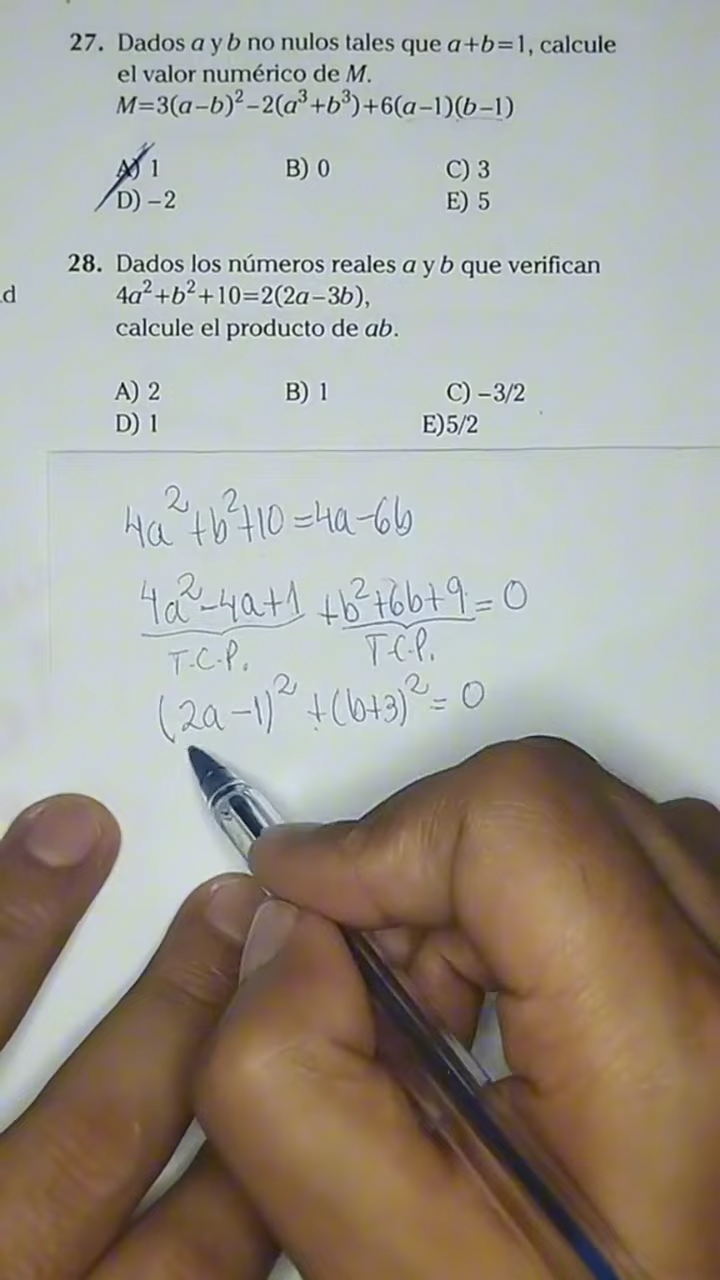 27. Dados a y b no nulos tales que a+b=1, calcule
el valor numérico de M.
M=3(a−b)²−2(a³+b³)+6(a−1)(b−1)
A) 1 B) 0 C) 3
D) −2 E) 5
28. Dados los números reales a y b que verifican
d
4a²+b²+10=2(2a−3b),
calcule el producto de ab.
A) 2 B) 1 C) −3/2
D) 1 E)5/2
4a²+b²+10=4a−6b
4a²−4a+1 +b²+6b+9=0
T.C.P. T.C.P.
(2a−1)²+(b+3)²=0